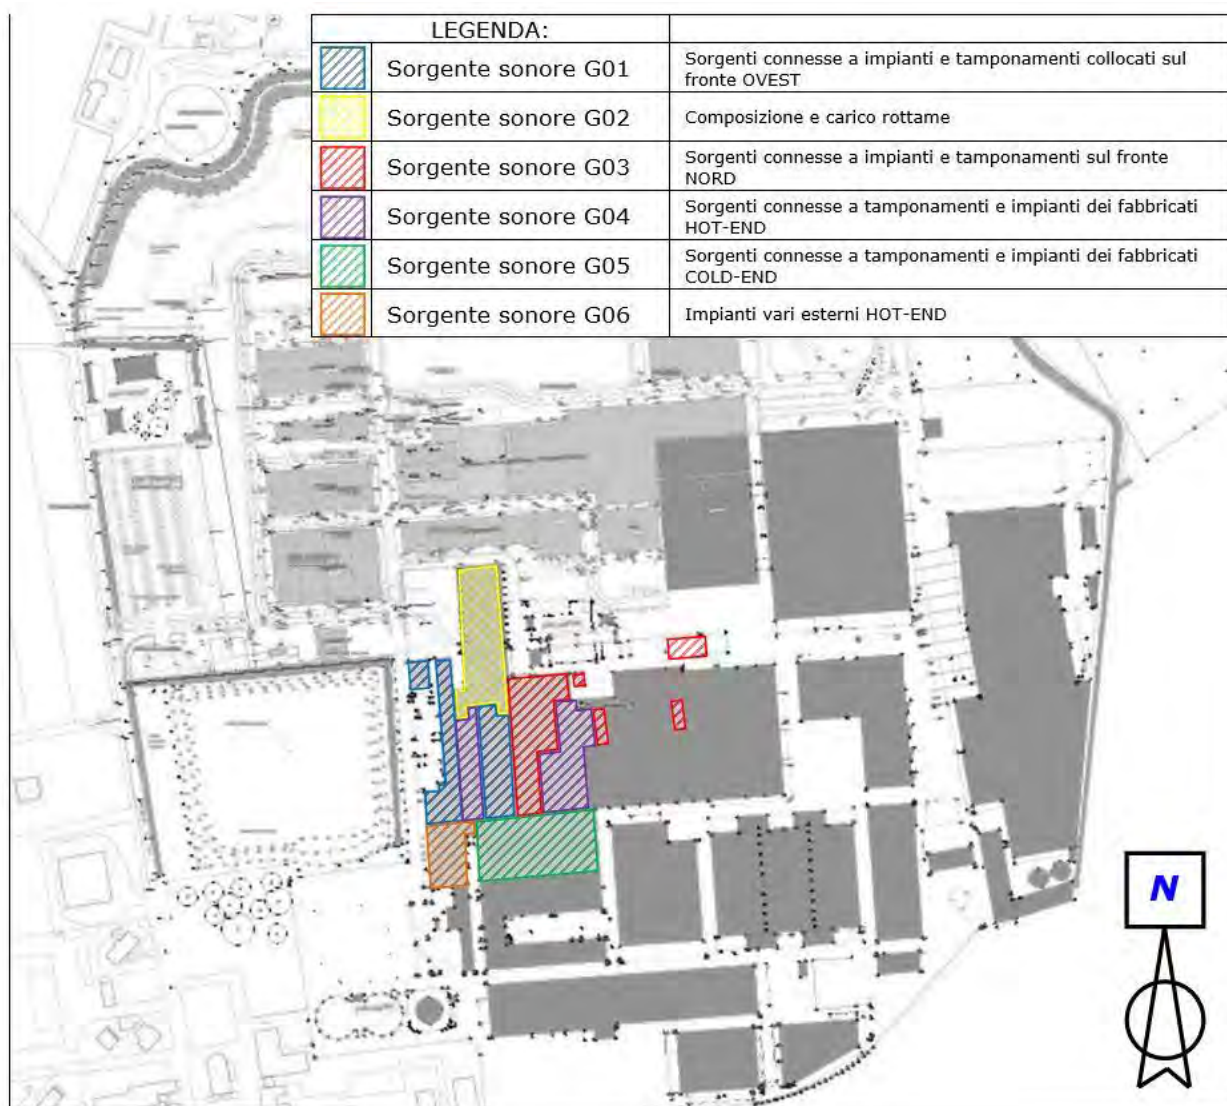 LEGENDA:
Sorgente sonore G01
Sorgenti connesse a impianti e tamponamenti collocati sul
fronte OVEST
Sorgente sonore G02
Composizione e carico rottame
Sorgente sonore G03
Sorgenti connesse a impianti e tamponamenti sul fronte
NORD
Sorgente sonore G04
Sorgenti connesse a tamponamenti e impianti dei fabbricati
HOT-END
Sorgente sonore G05
Sorgenti connesse a tamponamenti e impianti dei fabbricati
COLD-END
Sorgente sonore G06
Impianti vari esterni HOT-END
N